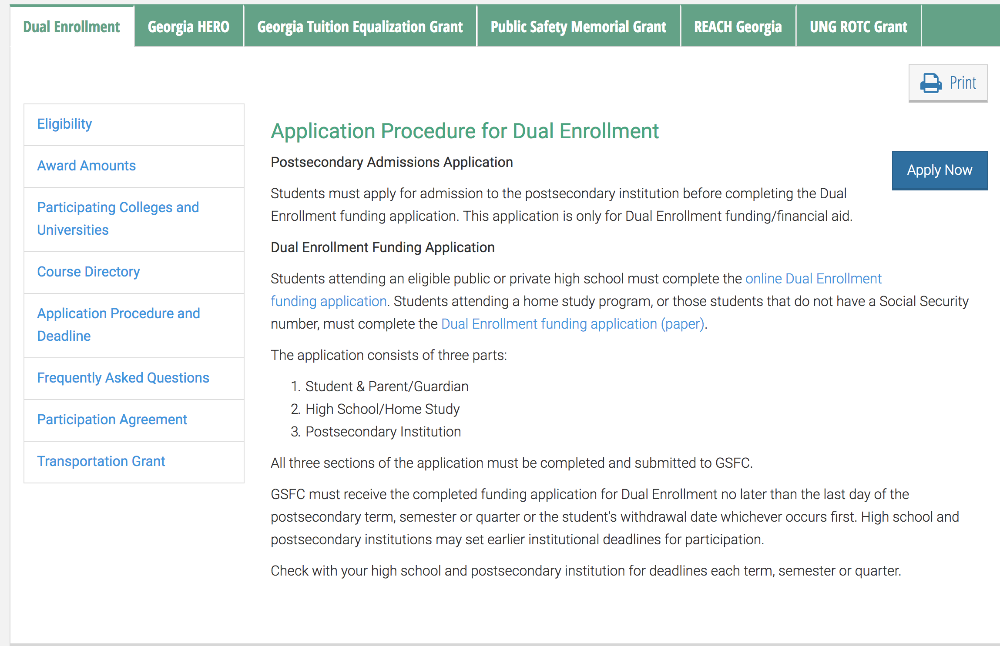 Dual Enrollment
Georgia HERO
Georgia Tuition Equalization Grant
Public Safety Memorial Grant
REACH Georgia
UNG ROTC Grant
Print
Eligibility
Award Amounts
Participating Colleges and
Universities
Course Directory
Application Procedure and
Deadline
Frequently Asked Questions
Participation Agreement
Transportation Grant
Application Procedure for Dual Enrollment
Postsecondary Admissions Application
Apply Now
Students must apply for admission to the postsecondary institution before completing the Dual
Enrollment funding application. This application is only for Dual Enrollment funding/financial aid.
Dual Enrollment Funding Application
Students attending an eligible public or private high school must complete the online Dual Enrollment
funding application. Students attending a home study program, or those students that do not have a Social Security
number, must complete the Dual Enrollment funding application (paper).
The application consists of three parts:
1. Student & Parent/Guardian
2. High School/Home Study
3. Postsecondary Institution
All three sections of the application must be completed and submitted to GSFC.
GSFC must receive the completed funding application for Dual Enrollment no later than the last day of the
postsecondary term, semester or quarter or the student's withdrawal date whichever occurs first. High school and
postsecondary institutions may set earlier institutional deadlines for participation.
Check with your high school and postsecondary institution for deadlines each term, semester or quarter.